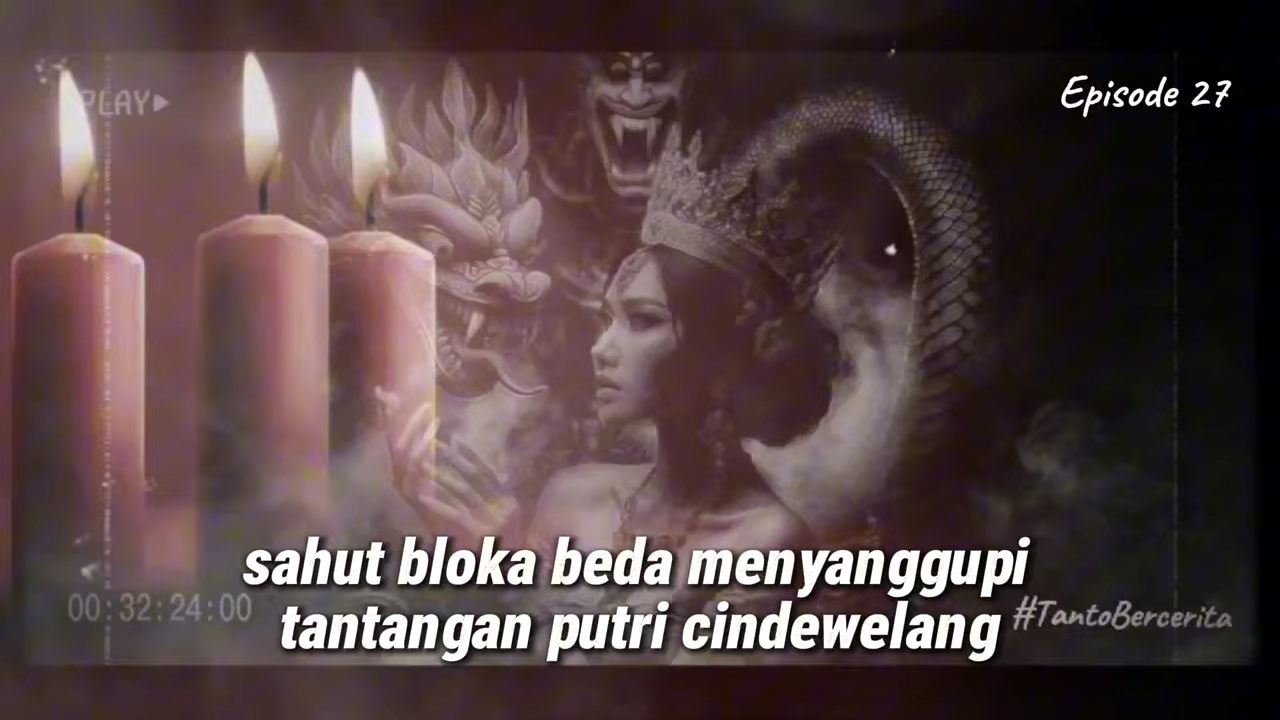 PLAY
Episode 27
sahut bloka beda menyanggupi
tantangan putri cindewelang
00:32:24:00
#TantoBercerita